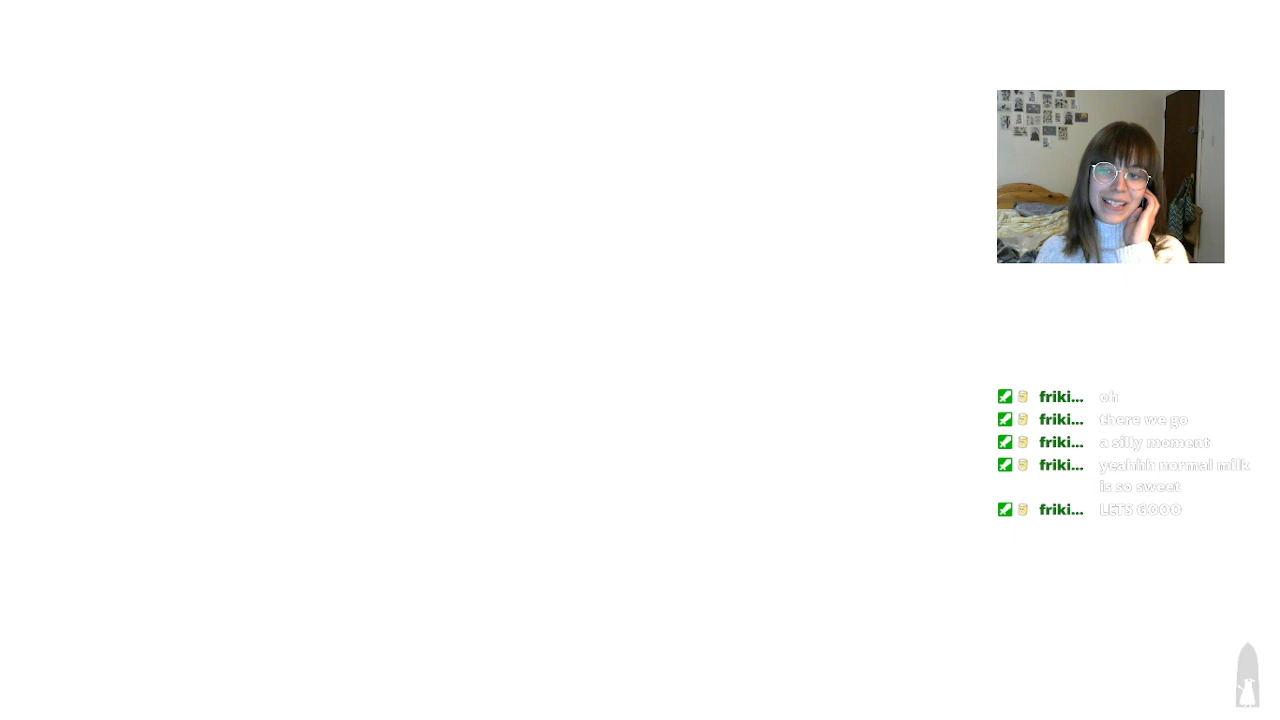 friki... oh
friki... there we go
friki... a silly moment
friki... yeahhh normal milk
is so sweet
friki... LETS GOOO